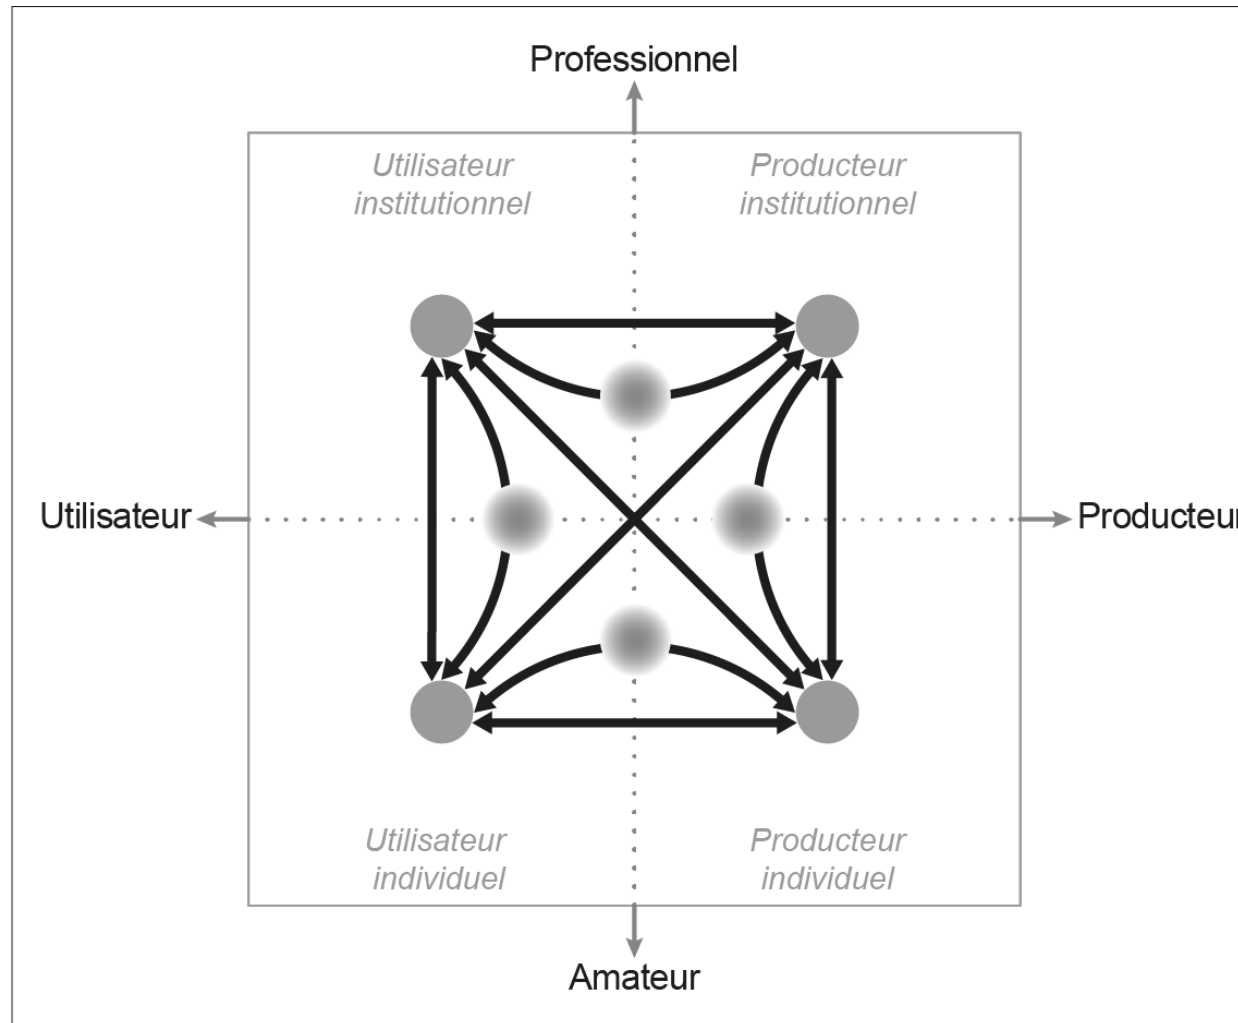 Professionnel
Utilisateur
institutionnel
Producteur
institutionnel
Utilisateur
Producteur
Utilisateur
individuel
Producteur
individuel
Amateur